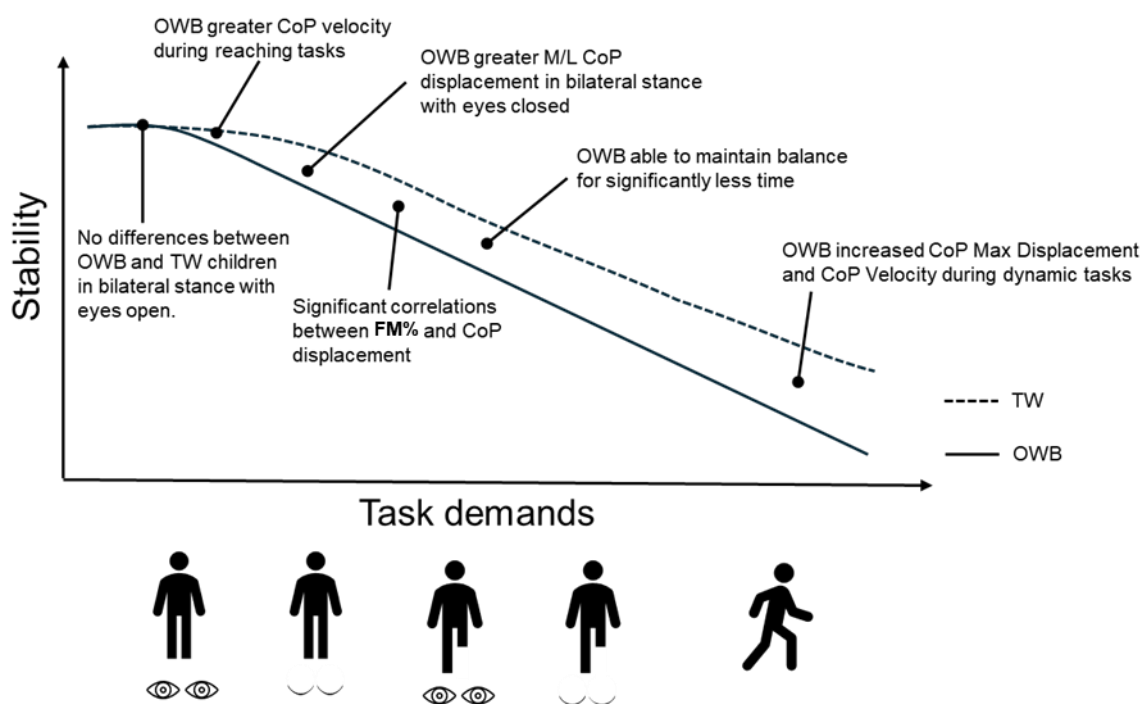 OWB greater CoP velocity
during reaching tasks
OWB greater M/L CoP
displacement in bilateral stance
with eyes closed
OWB able to maintain balance
for significantly less time
OWB increased CoP Max Displacement
and CoP Velocity during dynamic tasks
No differences between
OWB and TW children
in bilateral stance with
eyes open.
Significant correlations
between FM% and CoP
displacement
Stability
TW
OWB
Task demands